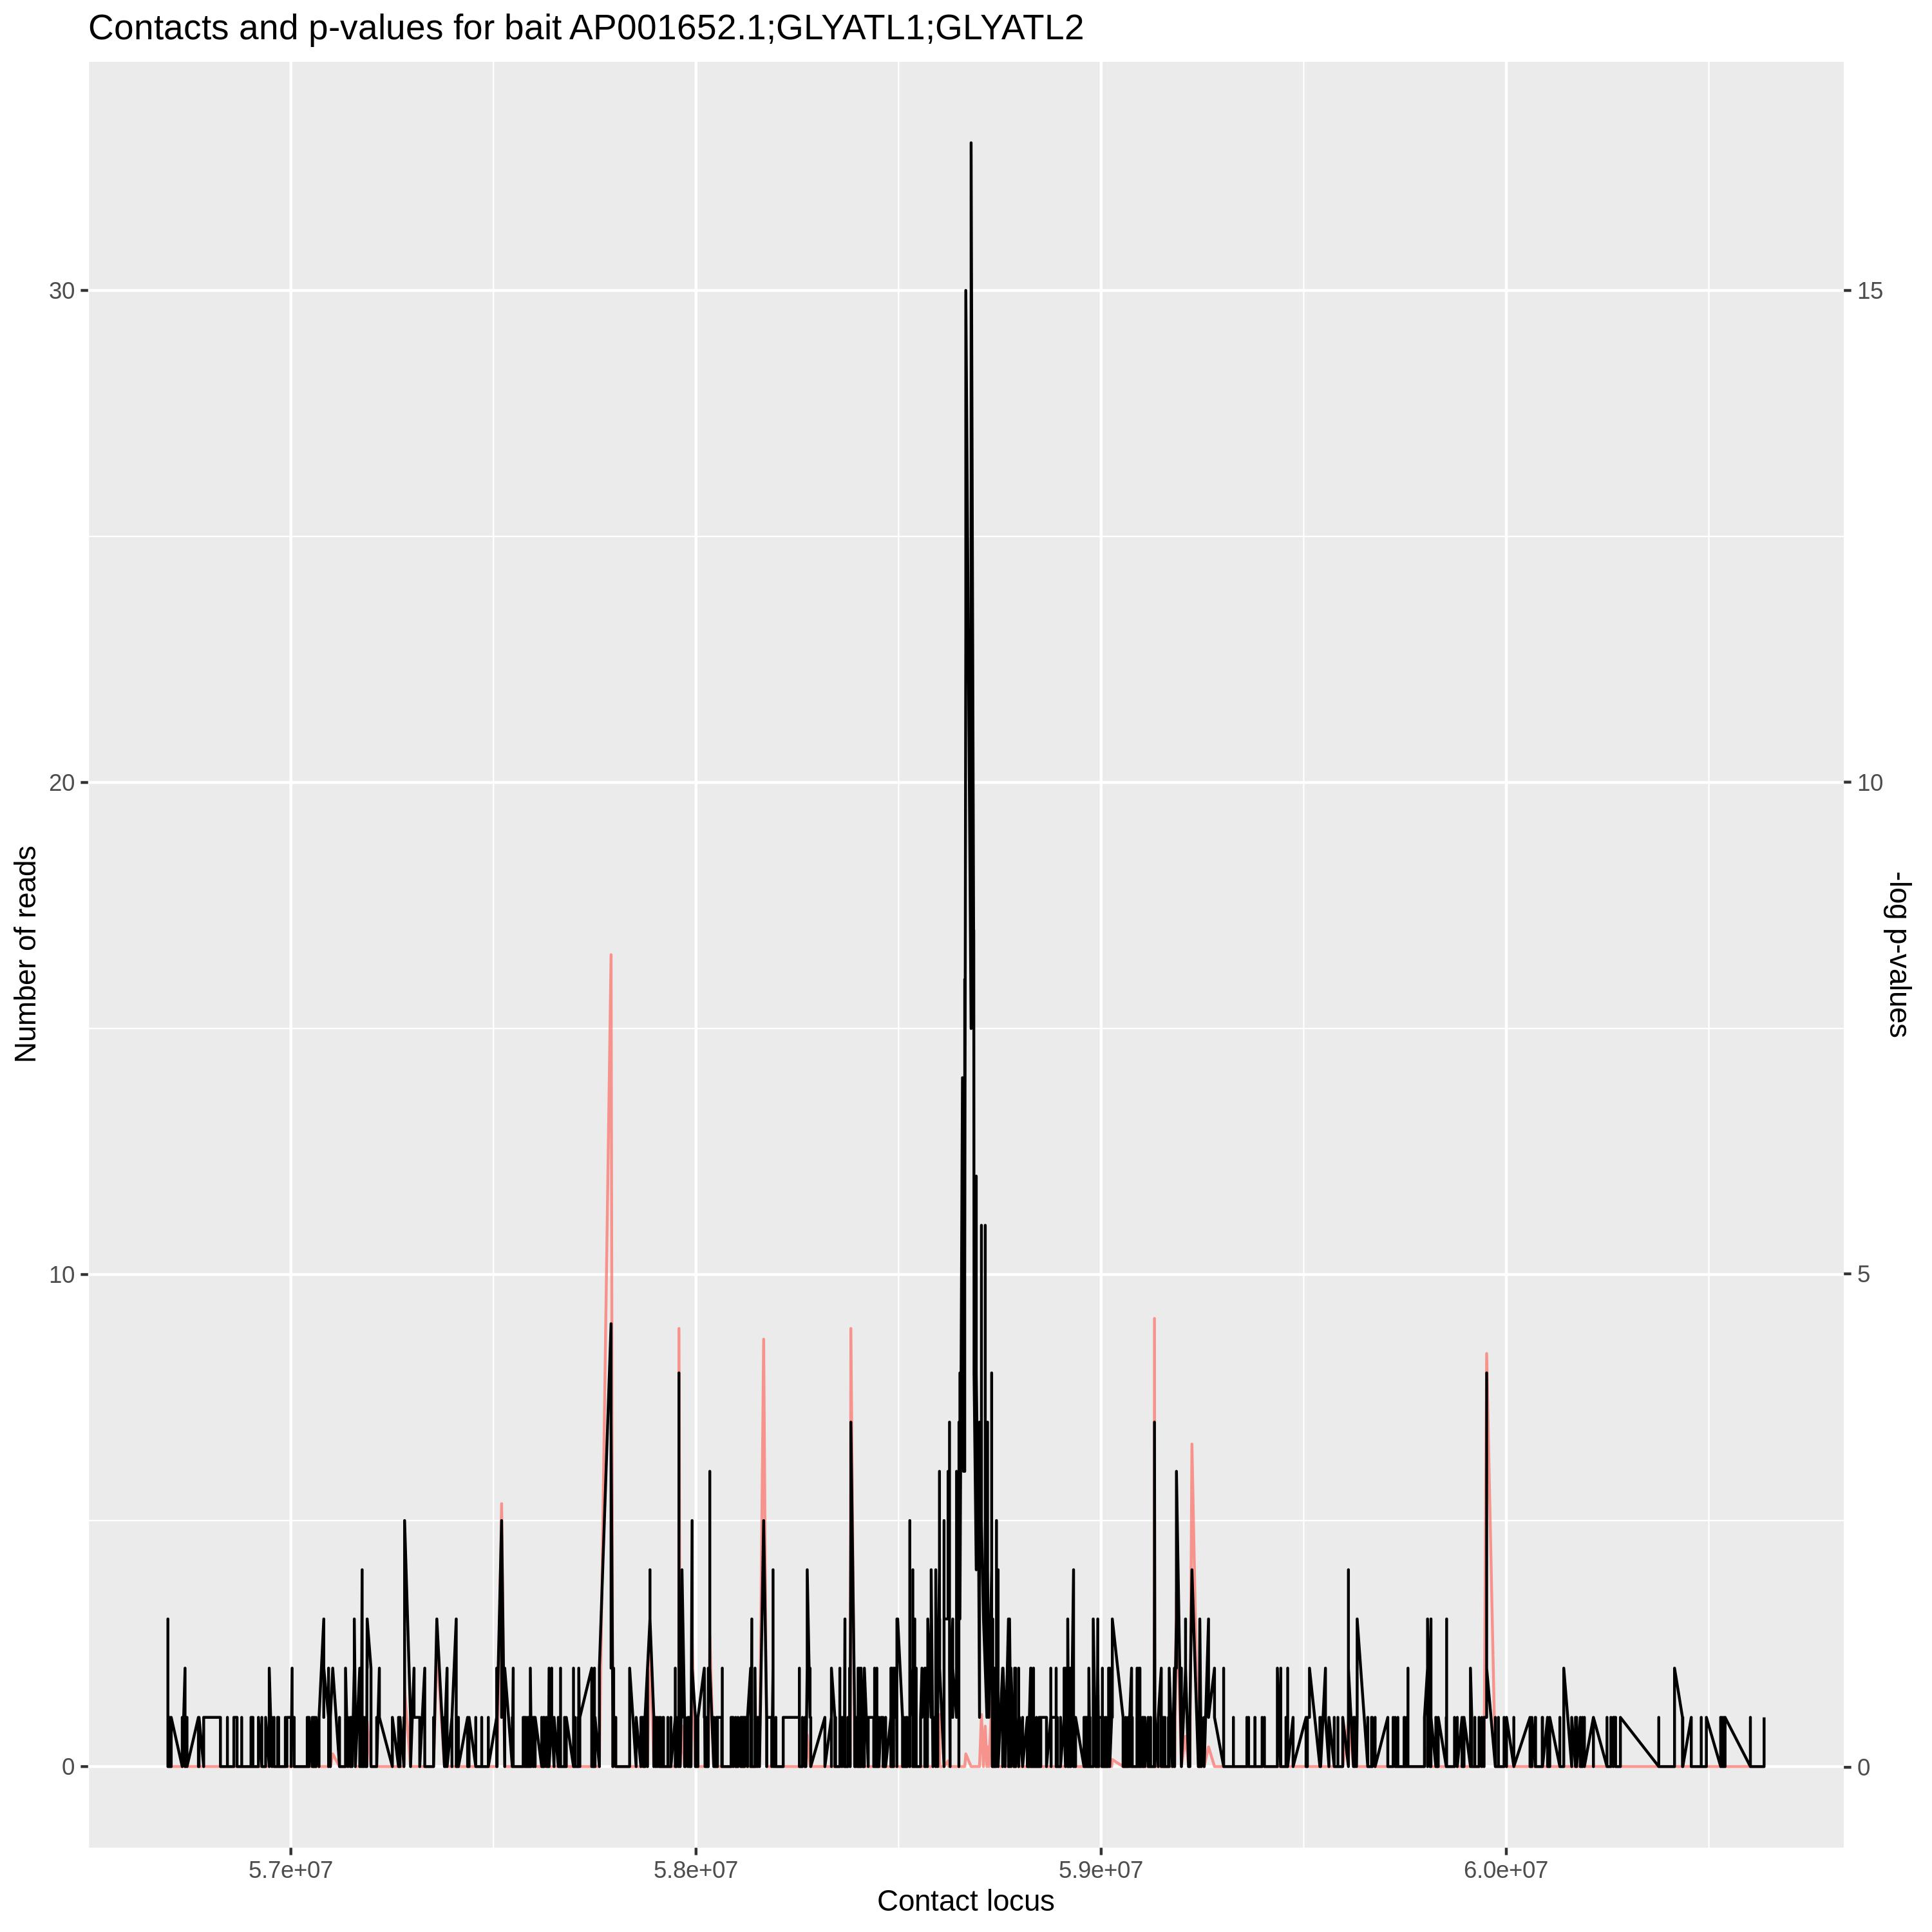 Contacts and p-values for bait AP001652.1;GLYATL1;GLYATL2
30
20
10
0
15
10
5
0
Number of reads
-log p-values
5.7e+07 5.8e+07 5.9e+07 6.0e+07
Contact locus